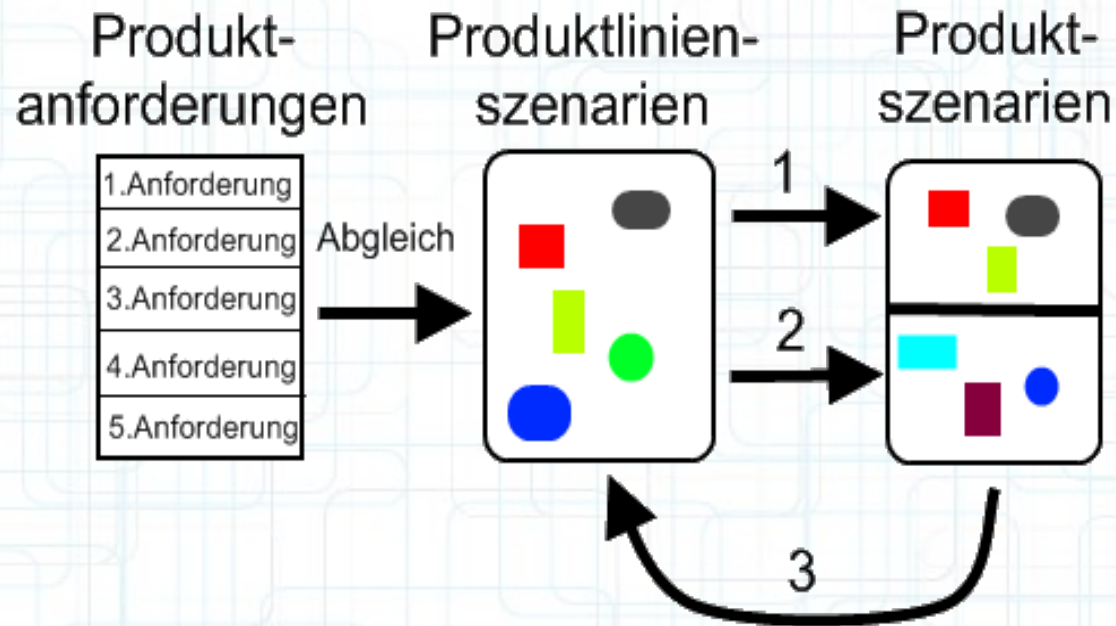 Produkt-
anforderungen
Produktlinien-
szenarien
Produkt-
szenarien
1.Anforderung
2.Anforderung
3.Anforderung
4.Anforderung
5.Anforderung
Abgleich
1
2
3